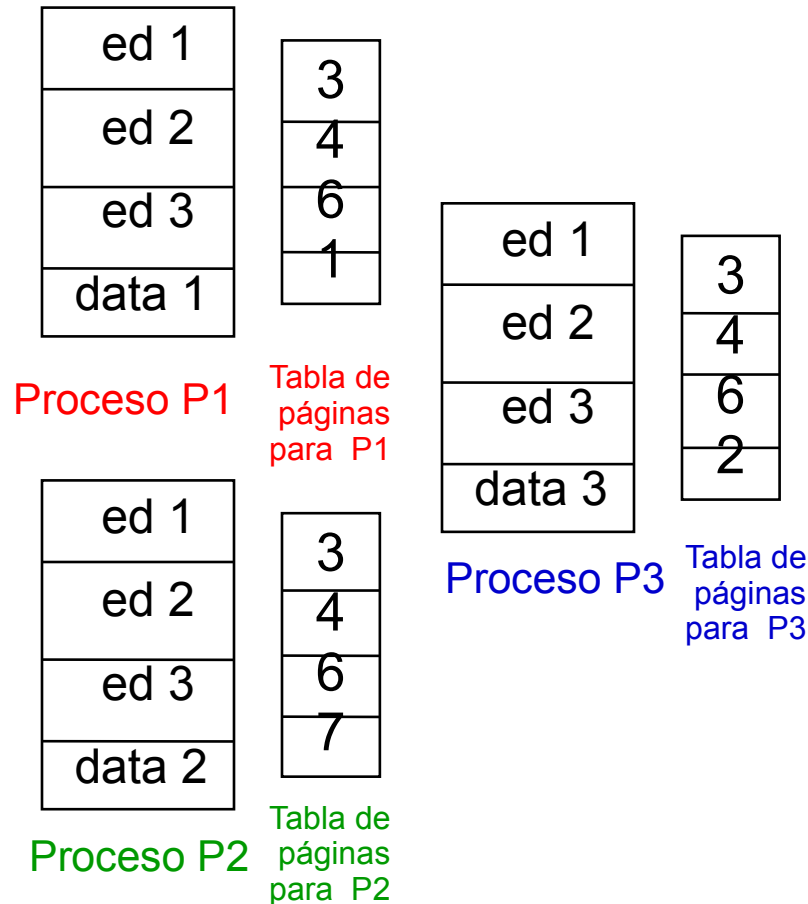 ed 1
ed 2
ed 3
data 1
3
4
6
1
Proceso P1
Tabla de
páginas
para P1
ed 1
ed 2
ed 3
data 2
3
4
6
7
Proceso P2
Tabla de
páginas
para P2
ed 1
ed 2
ed 3
data 3
3
4
6
2
Proceso P3
Tabla de
páginas
para P3